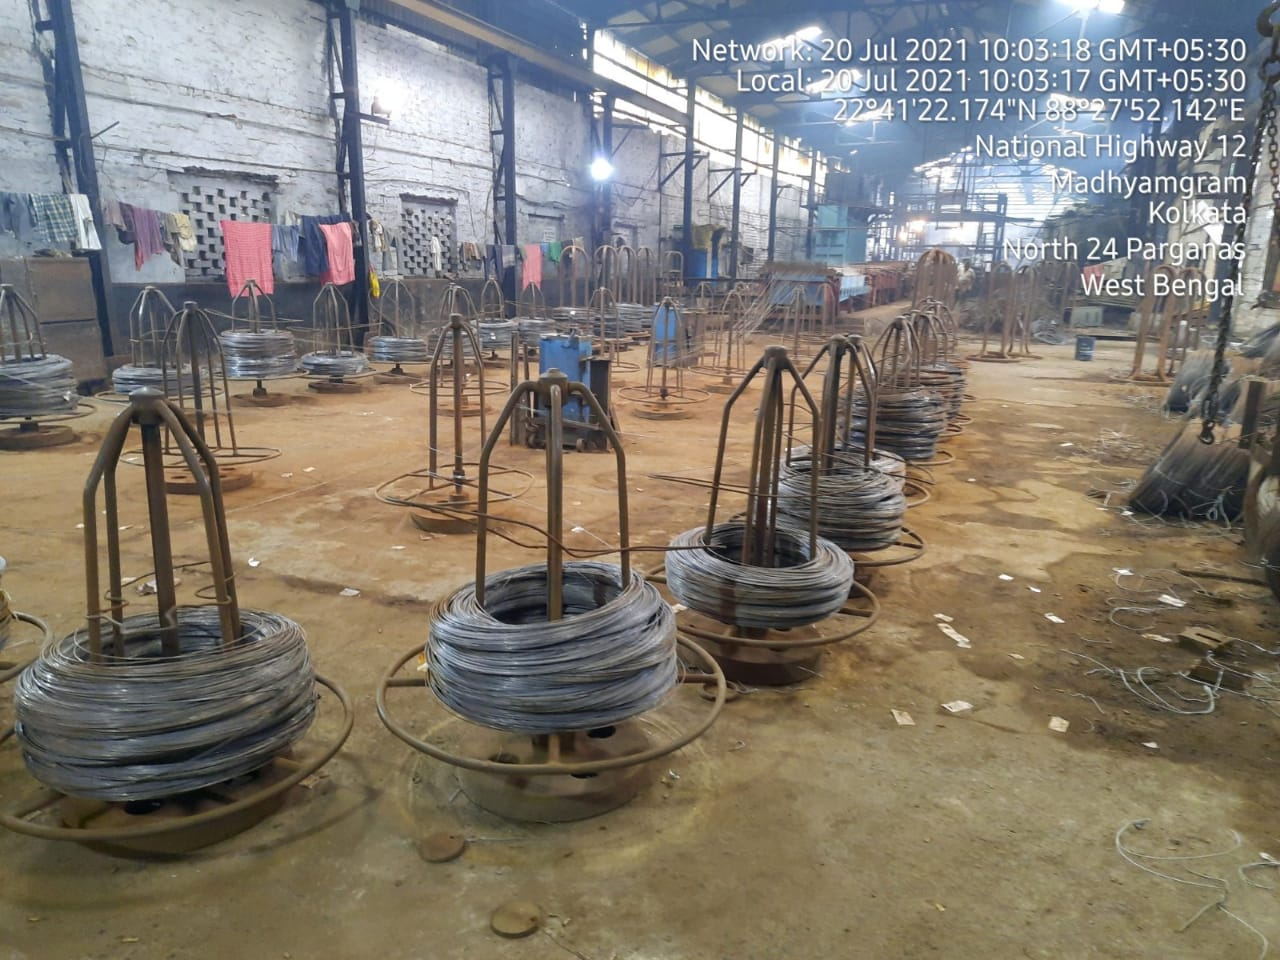 Network: 20 Jul 2021 10:03:18 GMT+05:30
Local: 20 Jul 2021 10:03:17 GMT+05:30
22°41'22.174"N 88°27'52.142"E
National Highway 12
Madhyamgram
Kolkata
North 24 Parganas
West Bengal